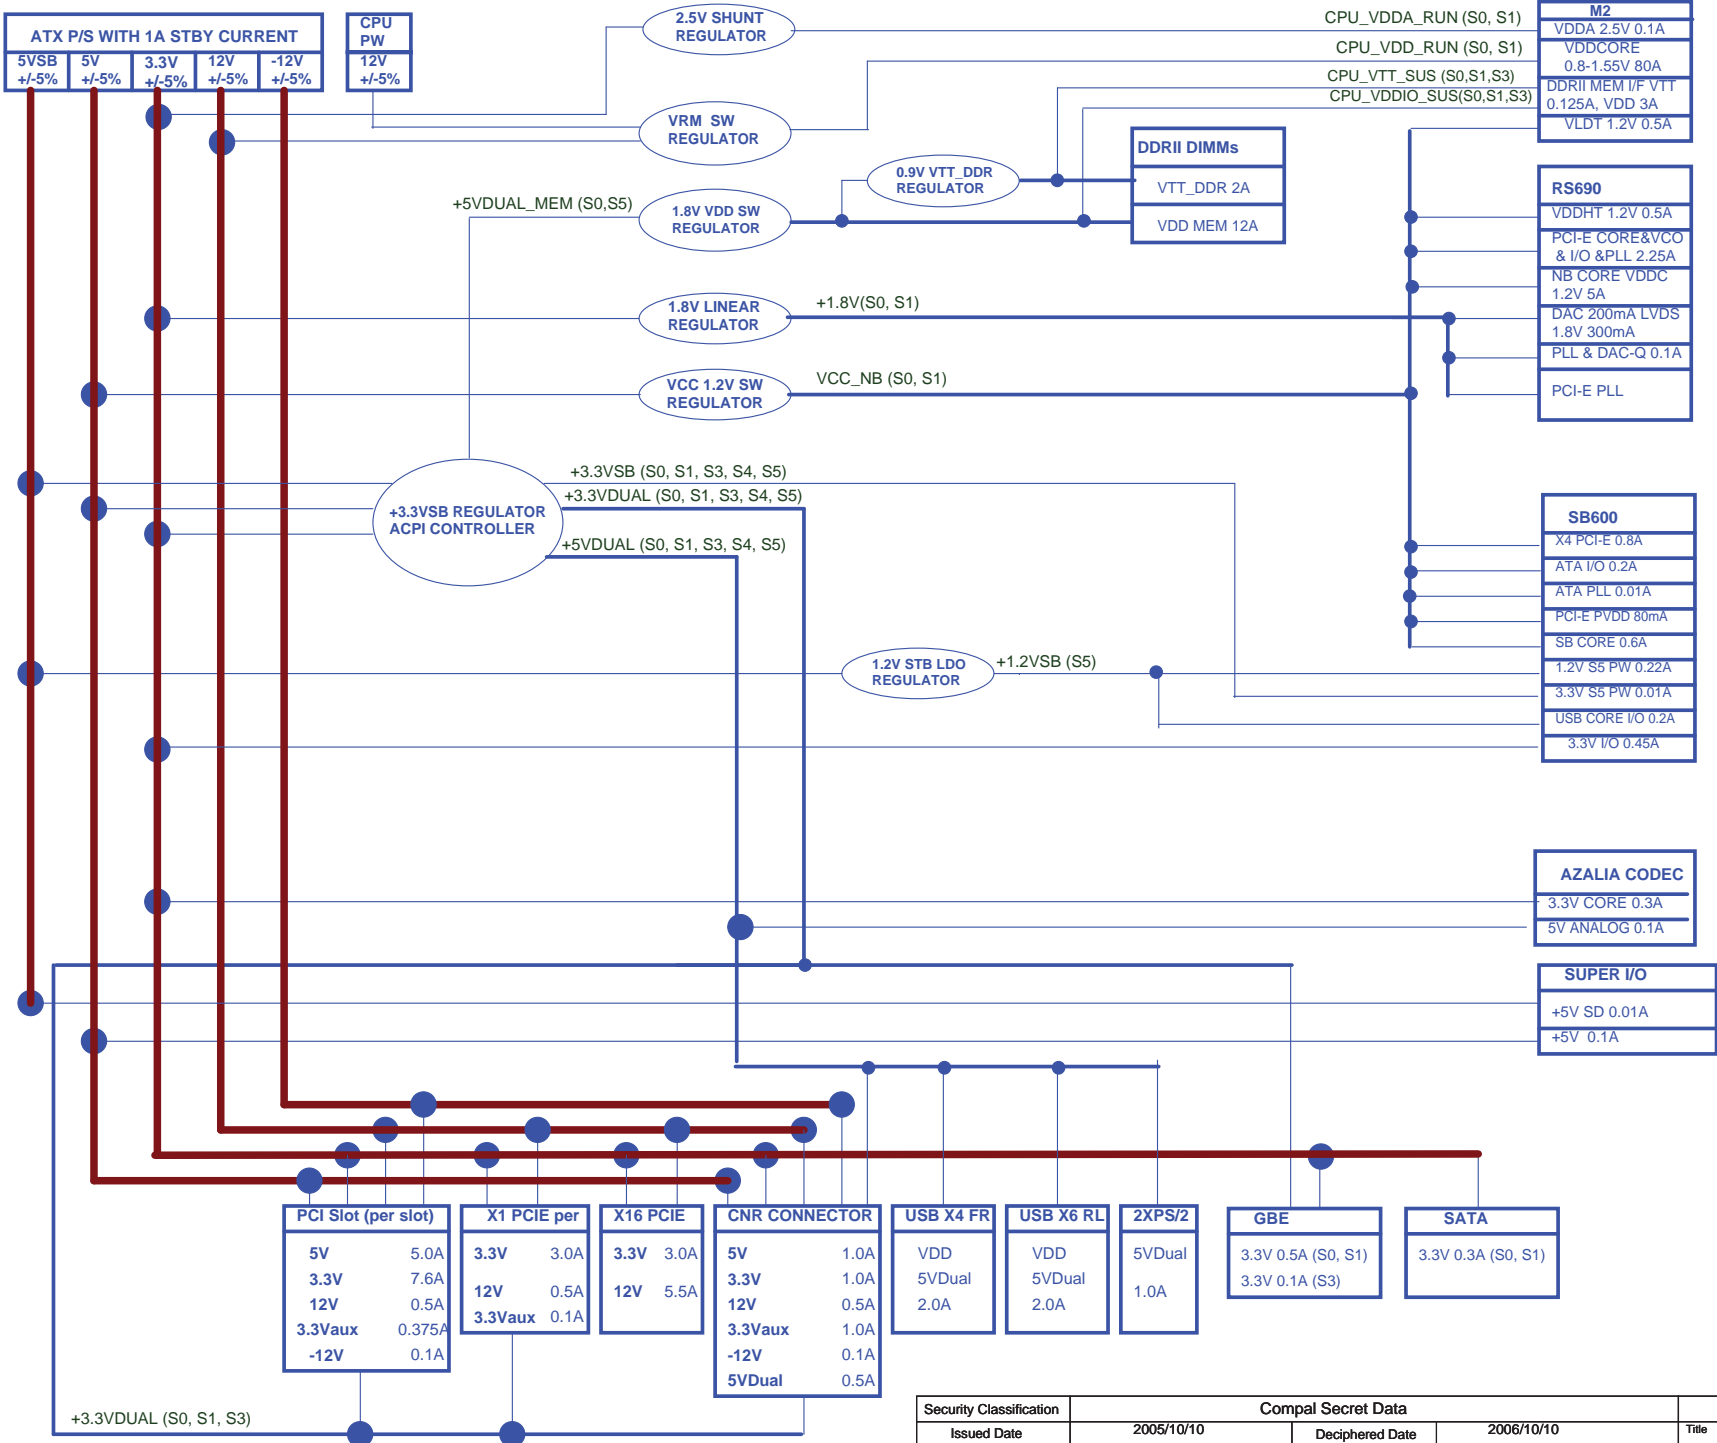 ATX P/S WITH 1A STBY CURRENT
5VSB
+/-5%
5V
+/-5%
3.3V
+/-5%
12V
+/-5%
-12V
+/-5%
CPU
PW
12V
+/-5%
2.5V SHUNT
REGULATOR
CPU_VDDA_RUN (S0, S1)
CPU_VDD_RUN (S0, S1)
CPU_VTT_SUS (S0,S1,S3)
CPU_VDDIO_SUS(S0,S1,S3)
M2
VDDA 2.5V 0.1A
VDDCORE
0.8-1.55V 80A
DDRII MEM I/F VTT
0.125A, VDD 3A
VLDT 1.2V 0.5A
VRM SW
REGULATOR
DDRII DIMMs
VTT_DDR 2A
VDD MEM 12A
0.9V VTT_DDR
REGULATOR
+5VDUAL_MEM (S0,S5)
1.8V VDD SW
REGULATOR
RS690
VDDHT 1.2V 0.5A
PCI-E CORE&VCO
& I/O &PLL 2.25A
NB CORE VDDC
1.2V 5A
DAC 200mA LVDS
1.8V 300mA
PLL & DAC-Q 0.1A
PCI-E PLL
1.8V LINEAR
REGULATOR
+1.8V(S0, S1)
VCC 1.2V SW
REGULATOR
VCC_NB (S0, S1)
+3.3VSB REGULATOR
ACPI CONTROLLER
+3.3VSB (S0, S1, S3, S4, S5)
+3.3VDUAL (S0, S1, S3, S4, S5)
+5VDUAL (S0, S1, S3, S4, S5)
SB600
X4 PCI-E 0.8A
ATA I/O 0.2A
ATA PLL 0.01A
PCI-E PVDD 80mA
SB CORE 0.6A
1.2V S5 PW 0.22A
3.3V S5 PW 0.01A
USB CORE I/O 0.2A
3.3V I/O 0.45A
1.2V STB LDO
REGULATOR
+1.2VSB (S5)
AZALIA CODEC
3.3V CORE 0.3A
5V ANALOG 0.1A
SUPER I/O
+5V SD 0.01A
+5V 0.1A
PCI Slot (per slot)
5V 5.0A
3.3V 7.6A
12V 0.5A
3.3Vaux 0.375A
-12V 0.1A
X1 PCIE per
3.3V 3.0A
12V 0.5A
3.3Vaux 0.1A
X16 PCIE
3.3V 3.0A
12V 5.5A
CNR CONNECTOR
5V 1.0A
3.3V 1.0A
12V 0.5A
3.3Vaux 1.0A
-12V 0.1A
5VDual 0.5A
USB X4 FR
VDD
5VDual
2.0A
USB X6 RL
VDD
5VDual
2.0A
2XPS/2
5VDual
1.0A
GBE
3.3V 0.5A (S0, S1)
3.3V 0.1A (S3)
SATA
3.3V 0.3A (S0, S1)
+3.3VDUAL (S0, S1, S3)
Security Classification
Compal Secret Data
Issued Date
2005/10/10
Deciphered Date
2006/10/10
Title